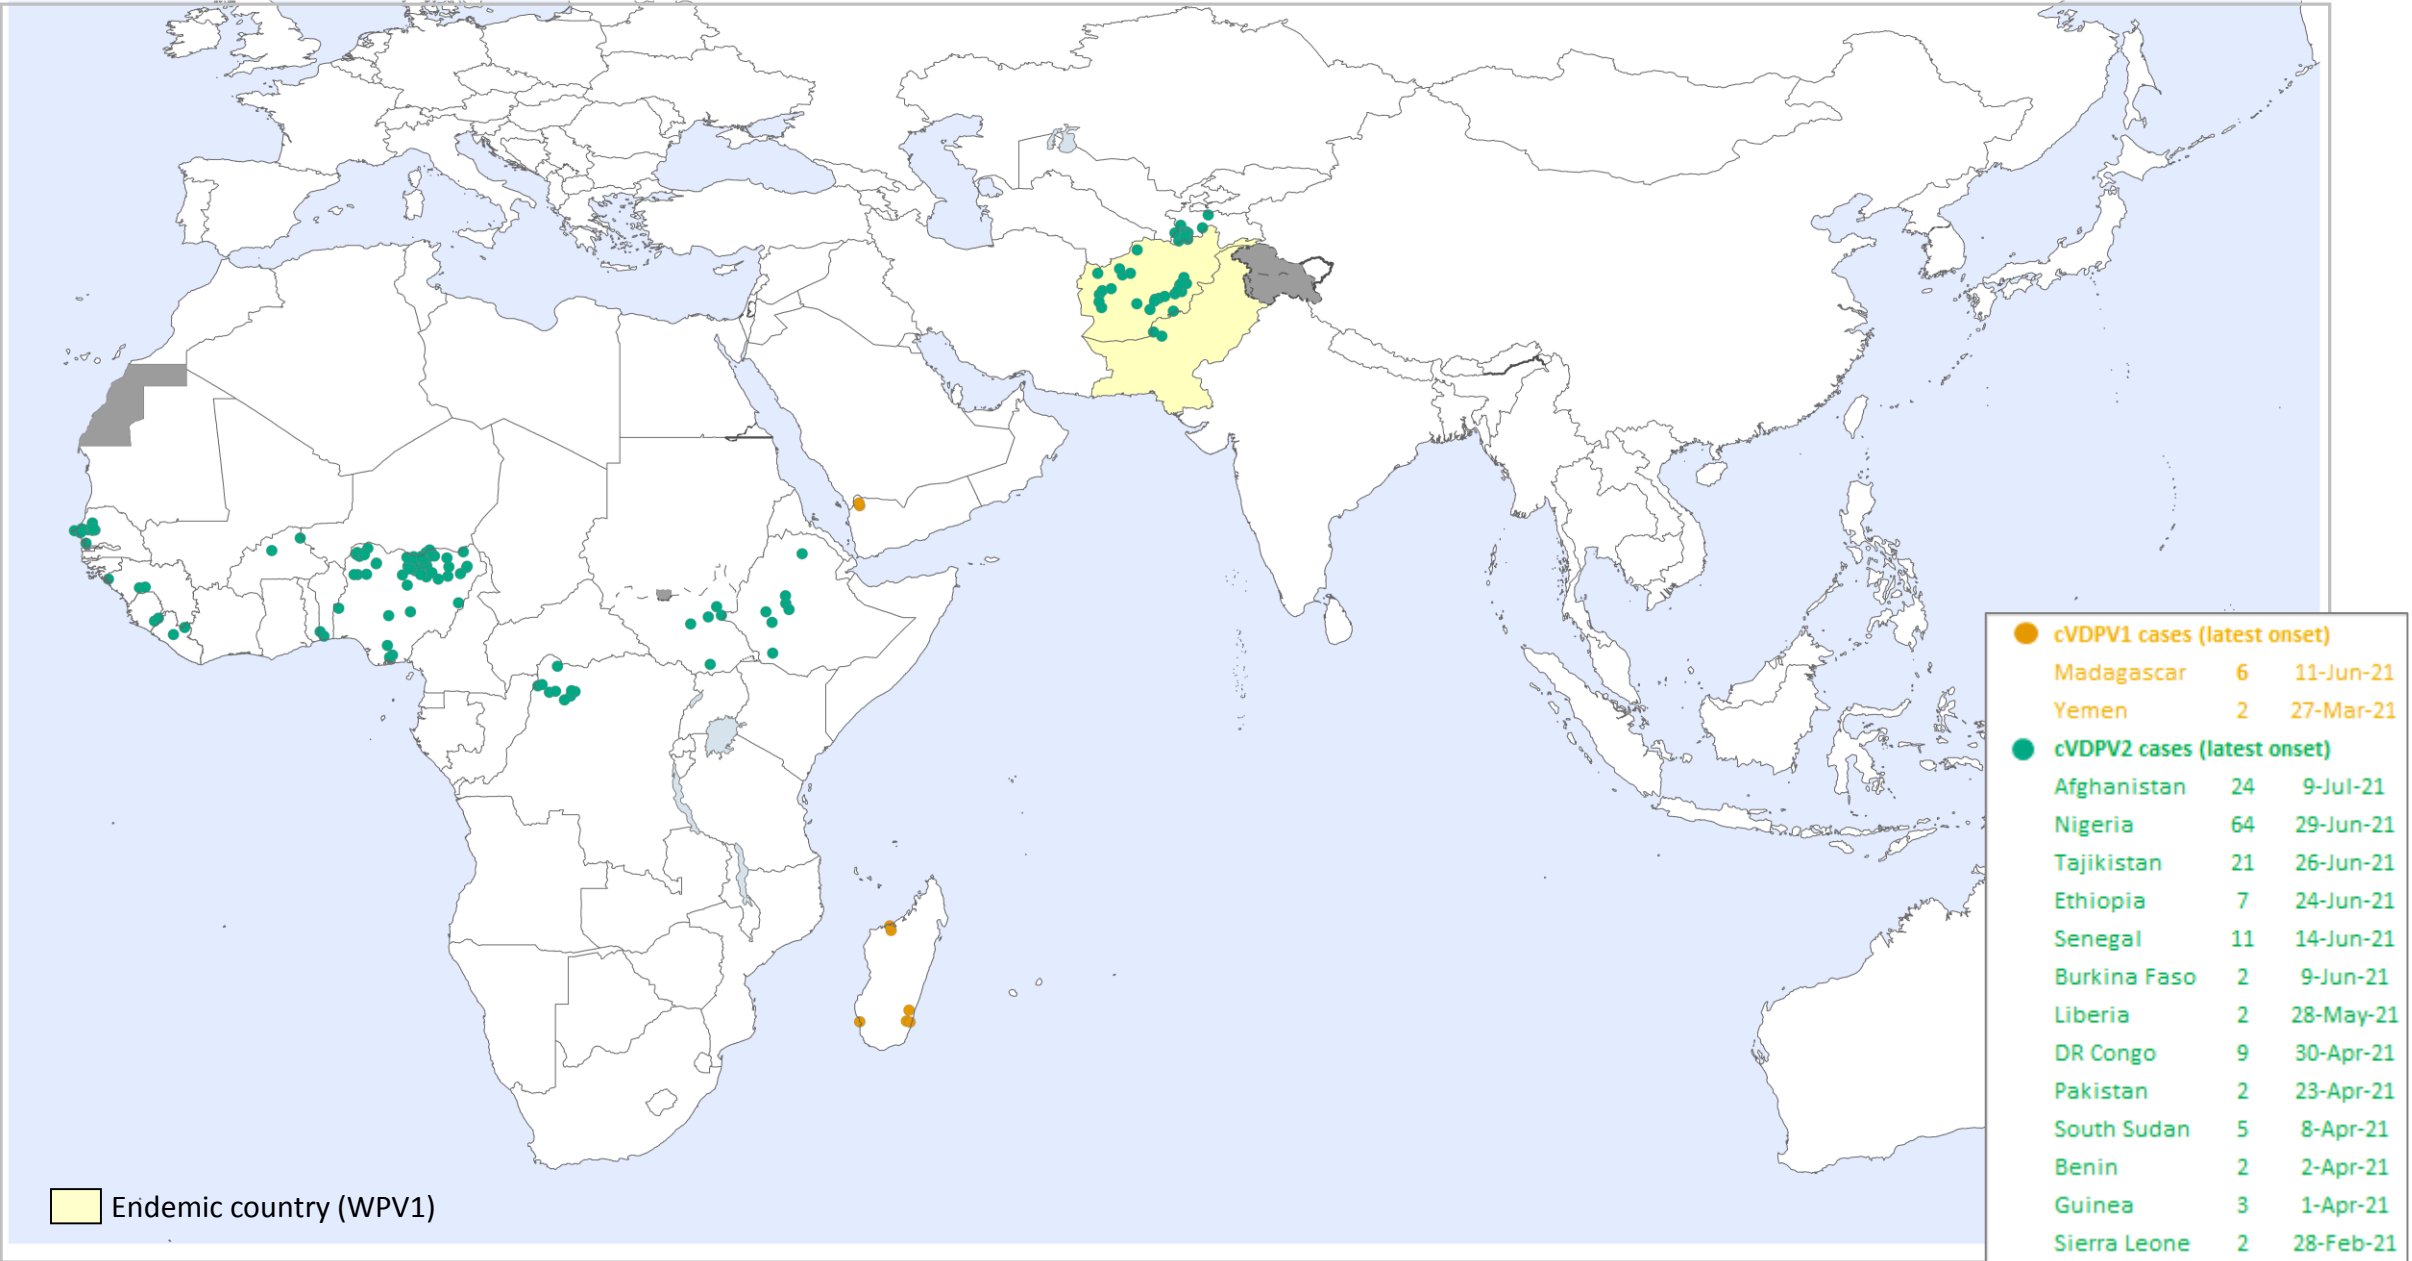 cVDPV1 cases (latest onset)
Madagascar 6 11-Jun-21
Yemen 2 27-Mar-21
cVDPV2 cases (latest onset)
Afghanistan 24 9-Jul-21
Nigeria 64 29-Jun-21
Tajikistan 21 26-Jun-21
Ethiopia 7 24-Jun-21
Senegal 11 14-Jun-21
Burkina Faso 2 9-Jun-21
Liberia 2 28-May-21
DR Congo 9 30-Apr-21
Pakistan 2 23-Apr-21
South Sudan 5 8-Apr-21
Benin 2 2-Apr-21
Guinea 3 1-Apr-21
Sierra Leone 2 28-Feb-21
Endemic country (WPV1)